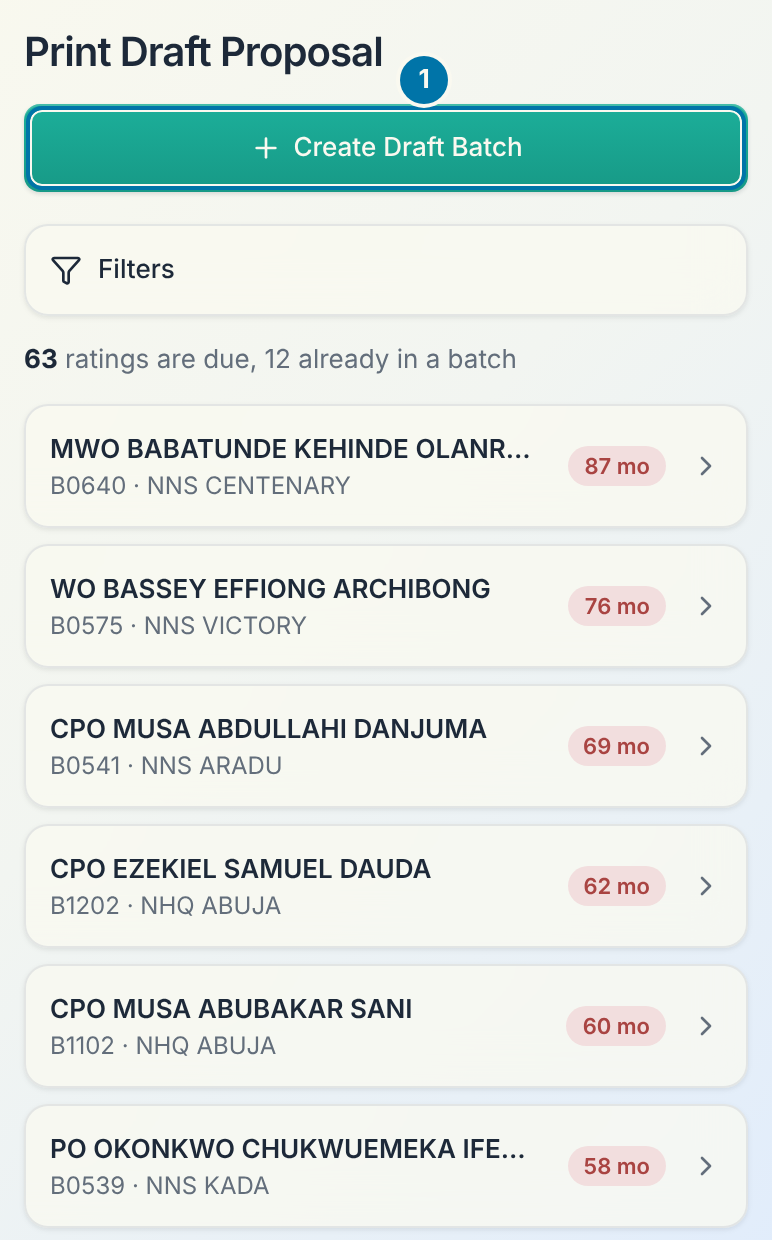 Print Draft Proposal
1
Create Draft Batch
Filters
63 ratings are due, 12 already in a batch
MWO BABATUNDE KEHINDE OLANR...
87 mo
B0640 · NNS CENTENARY
WO BASSEY EFFIONG ARCHIBONG
76 mo
B0575 · NNS VICTORY
CPO MUSA ABDULLAHI DANJUMA
69 mo
B0541 · NNS ARADU
CPO EZEKIEL SAMUEL DAUDA
62 mo
B1202 · NHQ ABUJA
CPO MUSA ABUBAKAR SANI
60 mo
B1102 · NHQ ABUJA
PO OKONKWO CHUKWUEMEKA IFE...
58 mo
B0539 · NNS KADA